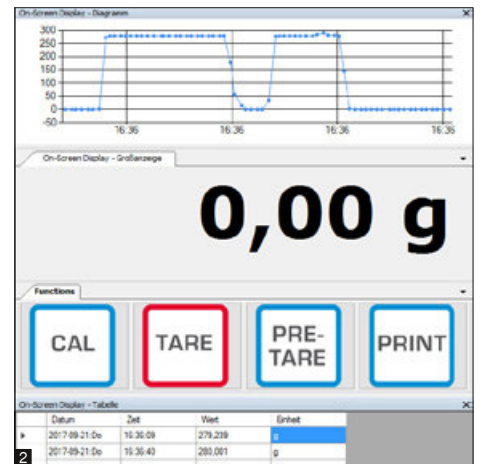 On-Screen Display - Diagramm
300
250
200
150
100
50
0
-50
16:36 16:36 16:36 16:36
On-Screen Display - Großanzeige
0,00 g
Functions
CAL TARE PRE-TARE PRINT
On-Screen Display - Tabelle
Datum Zeit Wert Einheit
2017-09-21:Do 16:36:09 279,239 g
2017-09-21:Do 16:36:40 280,001 g
2